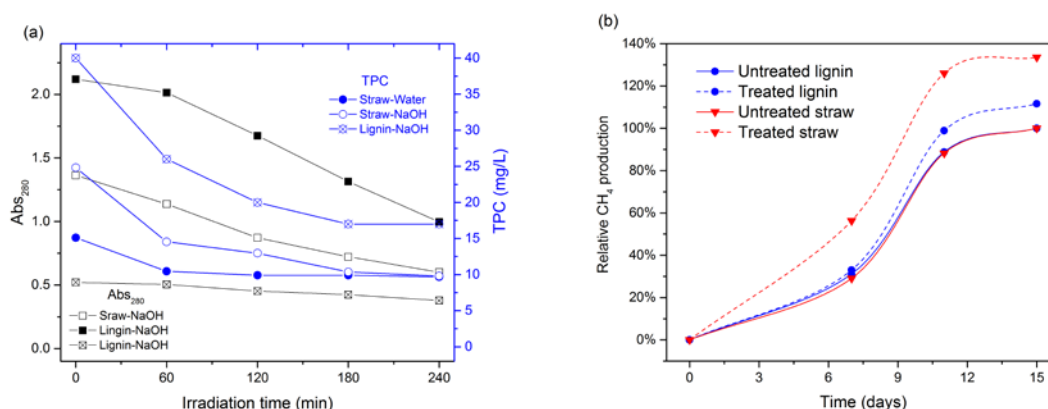 (a)
TPC
Straw-Water
Straw-NaOH
Lignin-NaOH
Abs280
Sraw-NaOH
Lingin-NaOH
Lignin-NaOH
Abs280
2.0
1.5
1.0
0.5
0.0
40
35
30
25
20
15
10
5
0
TPC (mg/L)
0 60 120 180 240
Irradiation time (min)
(b)
Untreated lignin
Treated lignin
Untreated straw
Treated straw
Relative CH4 production
140%
120%
100%
80%
60%
40%
20%
0%
0 3 6 9 12 15
Time (days)